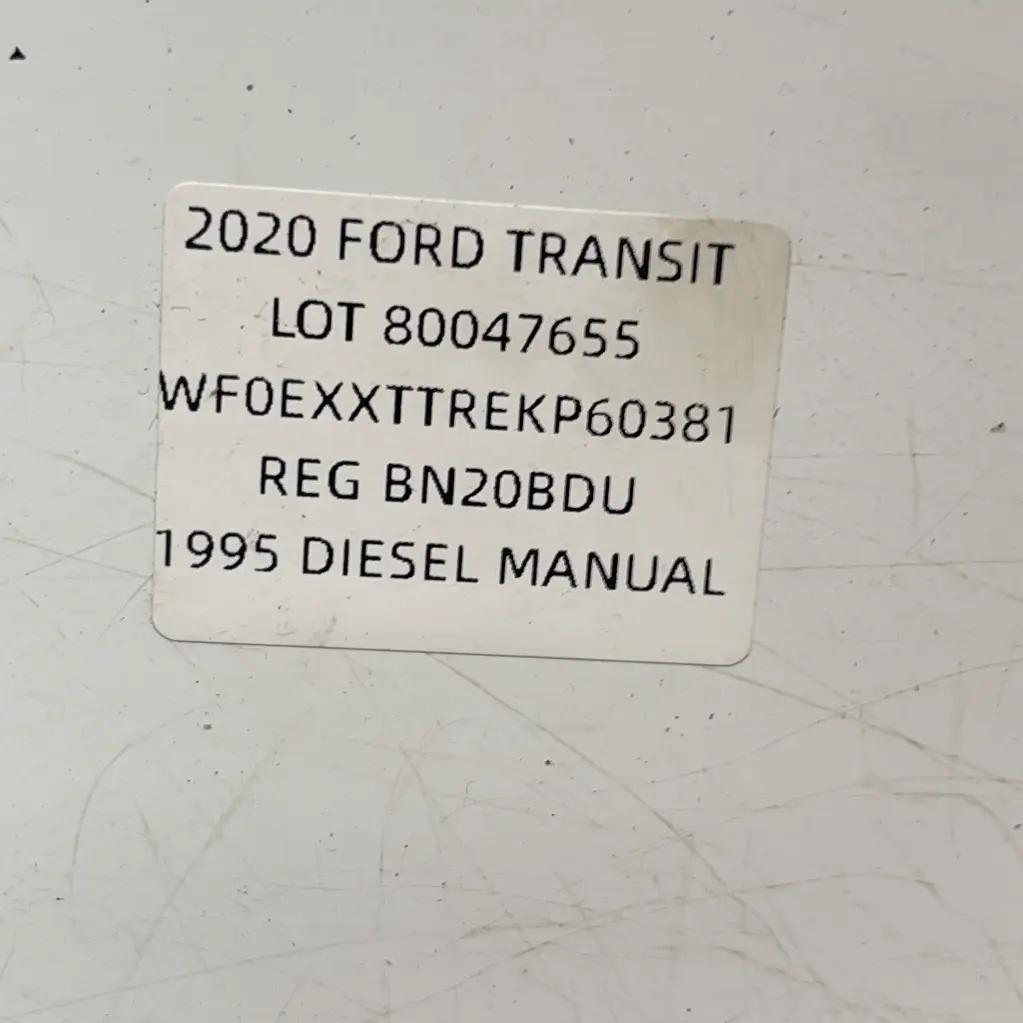 2020 FORD TRANSIT
LOT 80047655
WF0EXXTTREKP60381
REG BN20BDU
1995 DIESEL MANUAL